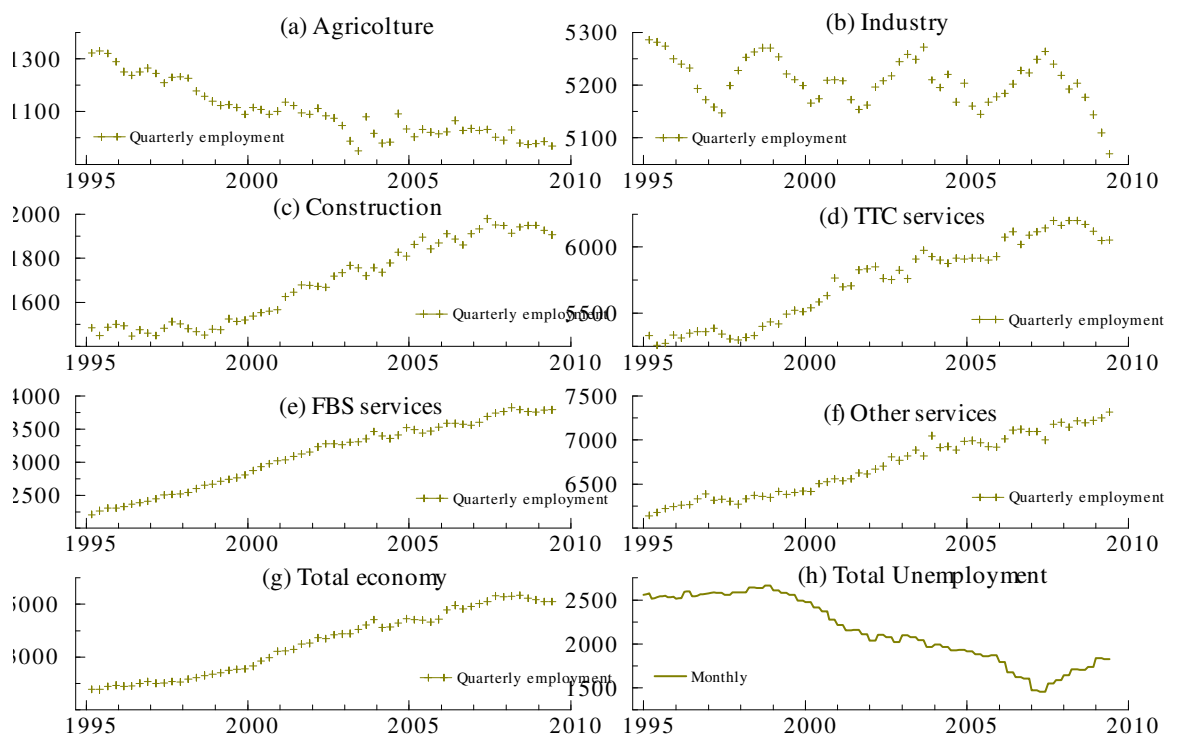 (a) Agricolture
1300
1100
Quarterly employment
1995 2000 2005 2010
(b) Industry
5300
5200
5100
Quarterly employment
1995 2000 2005 2010
(c) Construction
2000
1800
1600
Quarterly employment
1995 2000 2005 2010
(d) TTC services
6000
5500
Quarterly employment
1995 2000 2005 2010
(e) FBS services
4000
3500
3000
2500
Quarterly employment
1995 2000 2005 2010
(f) Other services
7500
7000
6500
Quarterly employment
1995 2000 2005 2010
(g) Total economy
5000
3000
Quarterly employment
1995 2000 2005 2010
(h) Total Unemployment
2500
2000
1500
Monthly
1995 2000 2005 2010